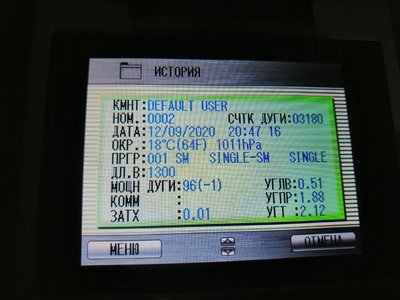 ИСТОРИЯ
КМНТ:DEFAULT USER
НОМ.:0002 СЧТК ДУГИ:03180
ДАТА:12/09/2020 20:47 16
ОКР.:18°C(64F) 1011hPa
ПРГР:001 SM SINGLE-SM SINGLE
ДЛ.В:1300
МОЩН ДУГИ:96(-1) УГЛВ:0.51
КОММ : УГПР:1.88
ЗАТХ :0.01 УГТ :2.12
МЕНЮ ОТМЕНА